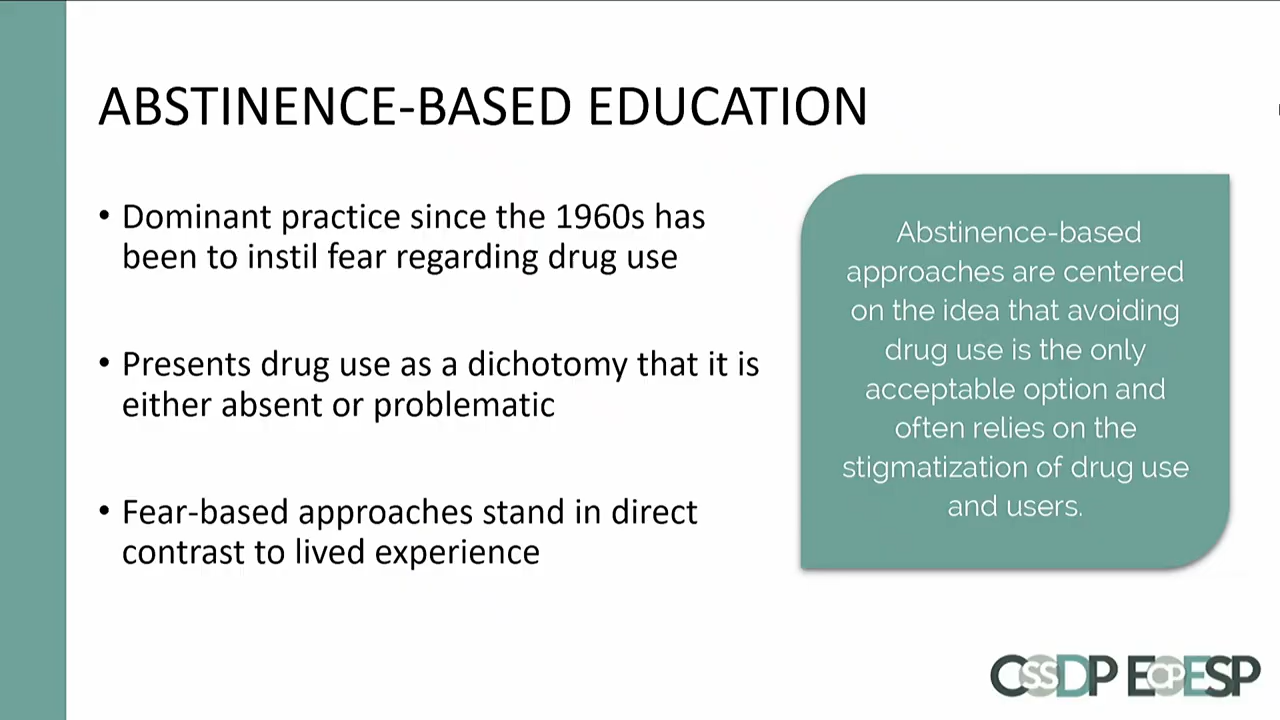 ABSTINENCE-BASED EDUCATION
• Dominant practice since the 1960s has
been to instil fear regarding drug use
• Presents drug use as a dichotomy that it is
either absent or problematic
• Fear-based approaches stand in direct
contrast to lived experience
Abstinence-based
approaches are centered
on the idea that avoiding
drug use is the only
acceptable option and
often relies on the
stigmatization of drug use
and users.
CSSDP ECPESP